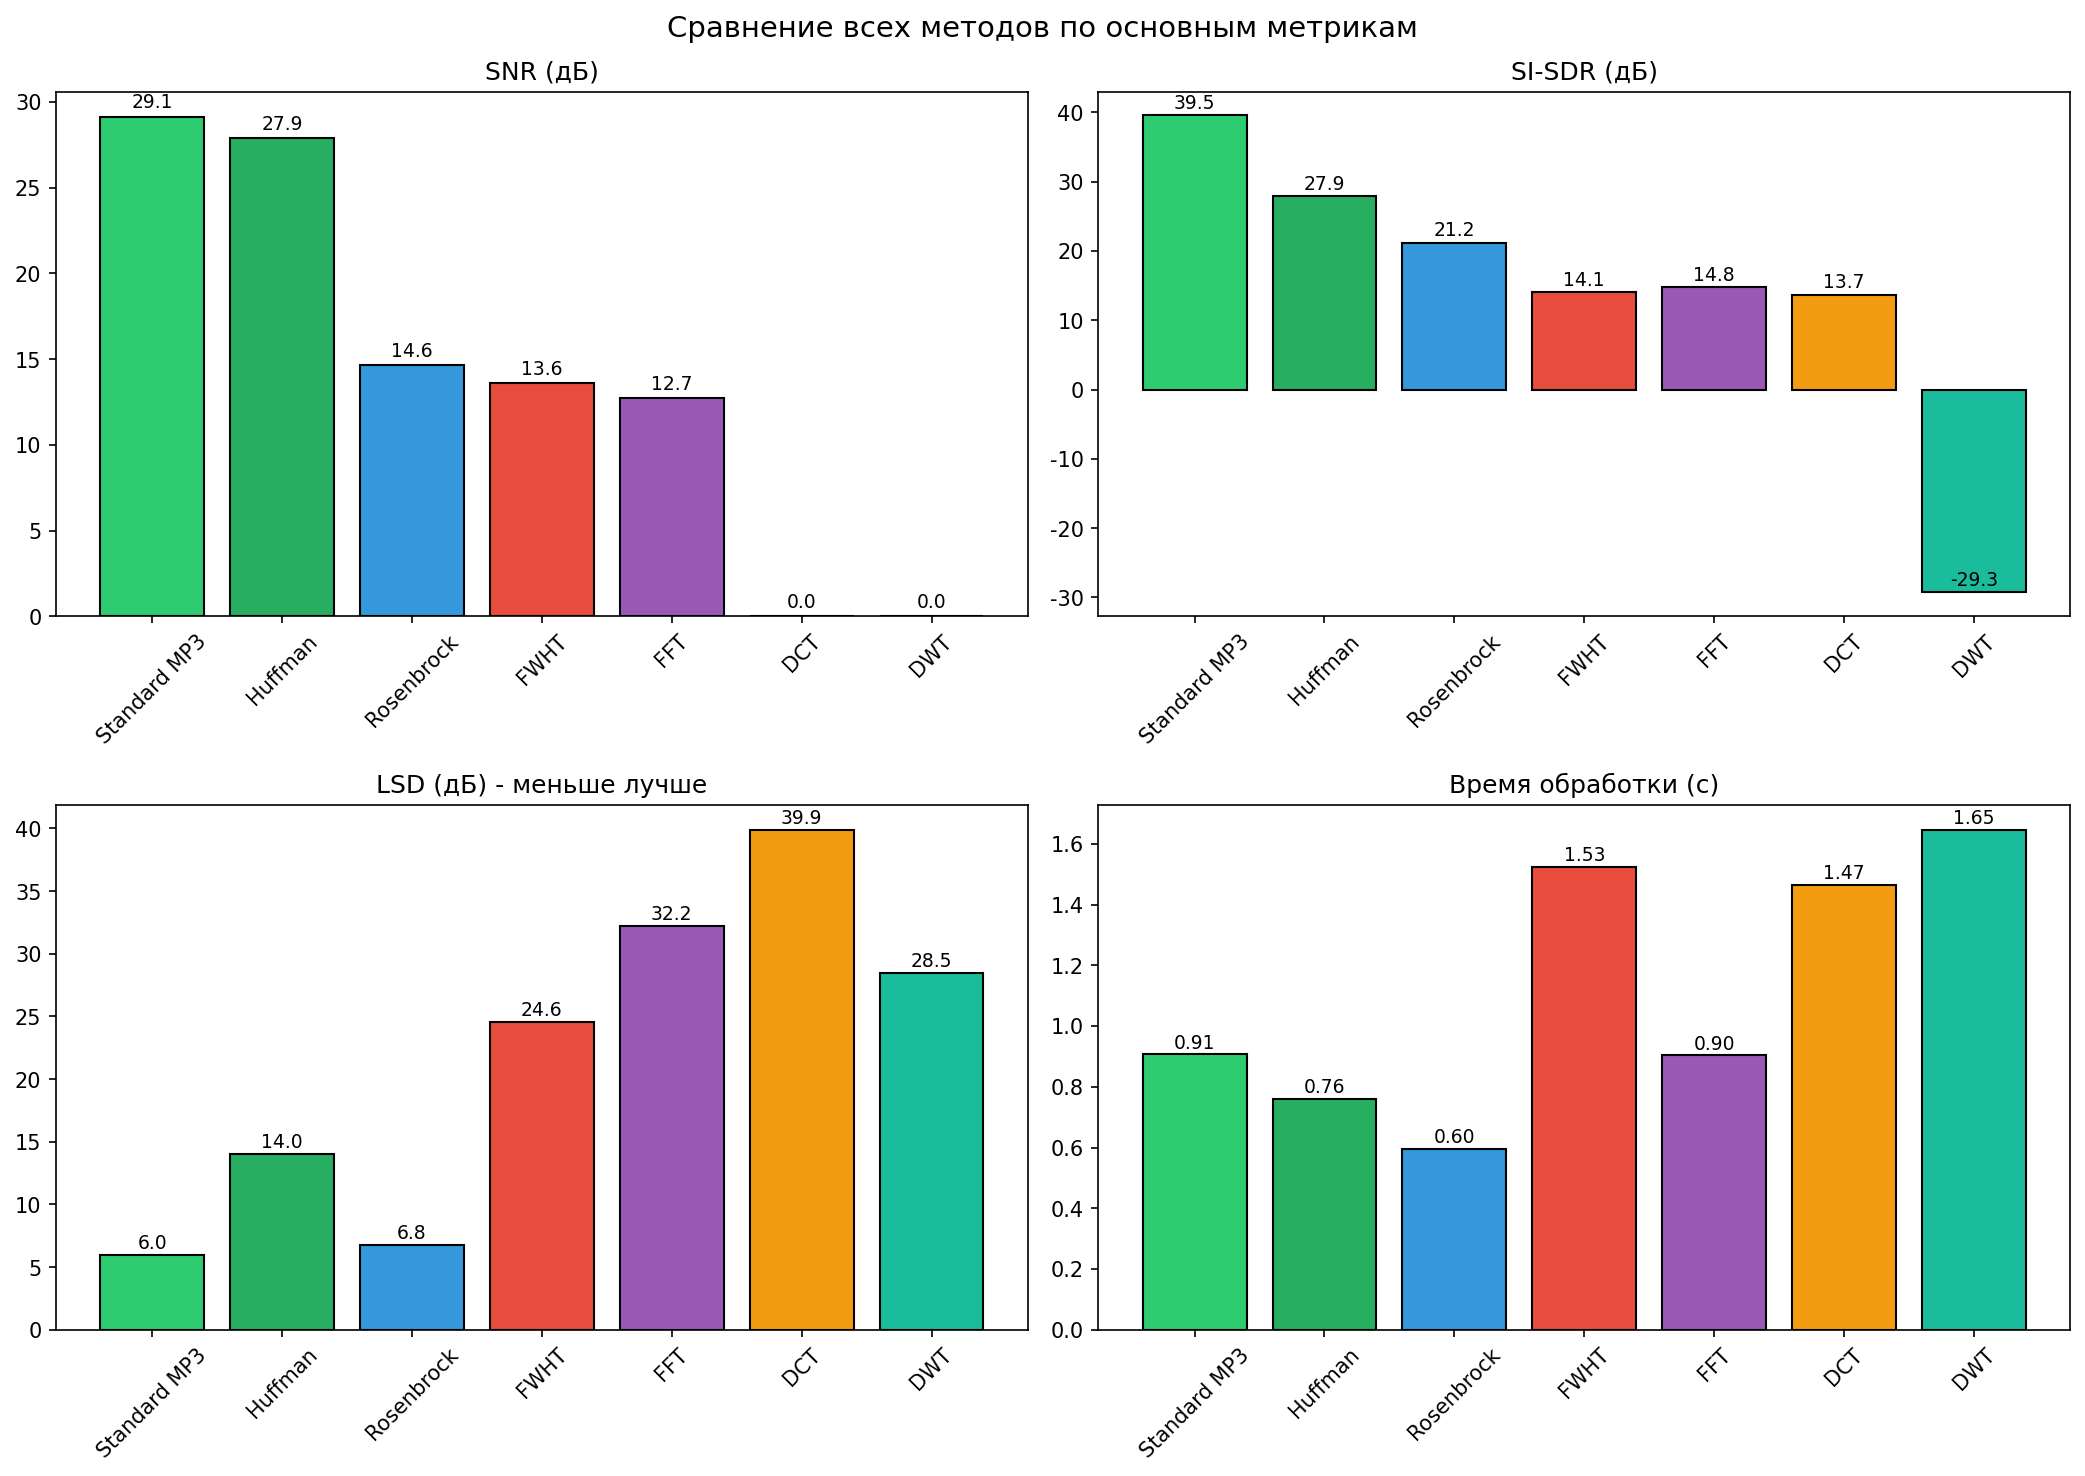 Сравнение всех методов по основным метрикам
SNR (дБ)
30
25
20
15
10
5
0
29.1
27.9
14.6
13.6
12.7
0.0
0.0
Standard MP3
Huffman
Rosenbrock
FWHT
FFT
DCT
DWT
SI-SDR (дБ)
40
30
20
10
0
-10
-20
-30
39.5
27.9
21.2
14.1
14.8
13.7
-29.3
Standard MP3
Huffman
Rosenbrock
FWHT
FFT
DCT
DWT
LSD (дБ) - меньше лучше
40
35
30
25
20
15
10
5
0
6.0
14.0
6.8
24.6
32.2
39.9
28.5
Standard MP3
Huffman
Rosenbrock
FWHT
FFT
DCT
DWT
Время обработки (с)
1.6
1.4
1.2
1.0
0.8
0.6
0.4
0.2
0.0
0.91
0.76
0.60
1.53
0.90
1.47
1.65
Standard MP3
Huffman
Rosenbrock
FWHT
FFT
DCT
DWT